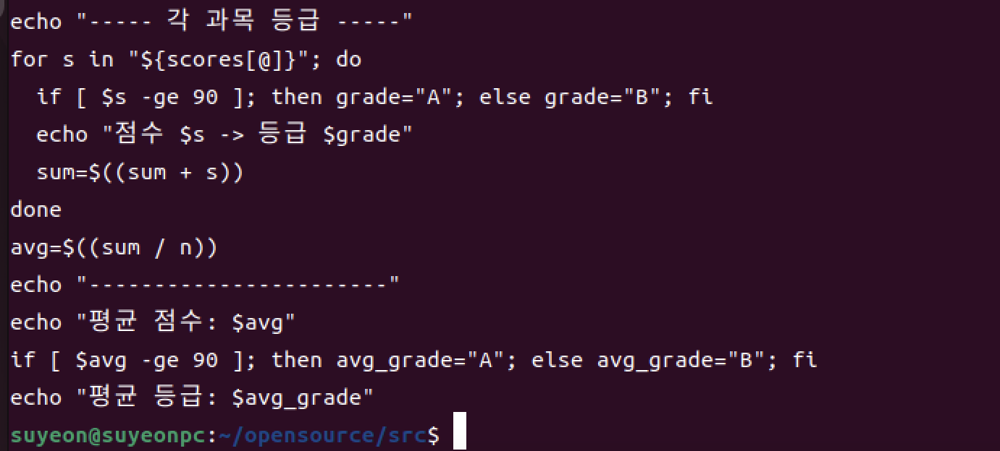 echo "----- 각 과목 등급 -----"
for s in "${scores[@]}"; do
  if [ $s -ge 90 ]; then grade="A"; else grade="B"; fi
  echo "점수 $s -> 등급 $grade"
  sum=$((sum + s))
done
avg=$((sum / n))
echo "-----------------------"
echo "평균 점수: $avg"
if [ $avg -ge 90 ]; then avg_grade="A"; else avg_grade="B"; fi
echo "평균 등급: $avg_grade"
suyeon@suyeonpc:~/opensource/src$